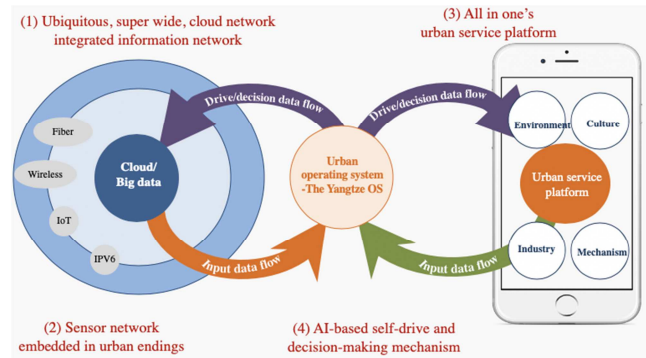 (1) Ubiquitous, super wide, cloud network
integrated information network
(3) All in one's
urban service platform
Fiber
Wireless
IoT
IPV6
Cloud/
Big data
Drive/decision data flow
Input data flow
Urban
operating system
-The Yangtze OS
Drive/decision data flow
Input data flow
Environment
Culture
Urban service
platform
Industry
Mechanism
(2) Sensor network
embedded in urban endings
(4) AI-based self-drive and
decision-making mechanism